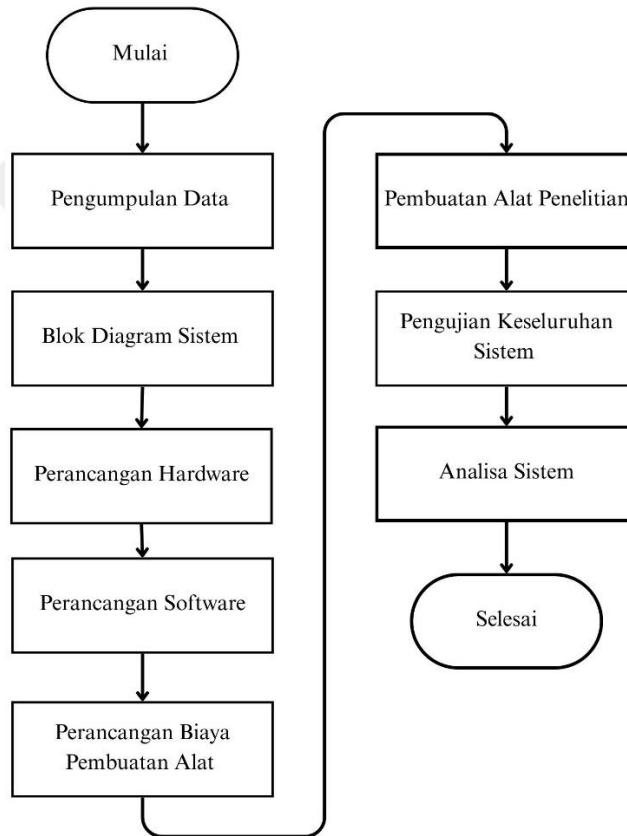 Mulai
Pengumpulan Data
Blok Diagram Sistem
Perancangan Hardware
Perancangan Software
Perancangan Biaya
Pembuatan Alat
Pembuatan Alat Penelitian
Pengujian Keseluruhan
Sistem
Analisa Sistem
Selesai